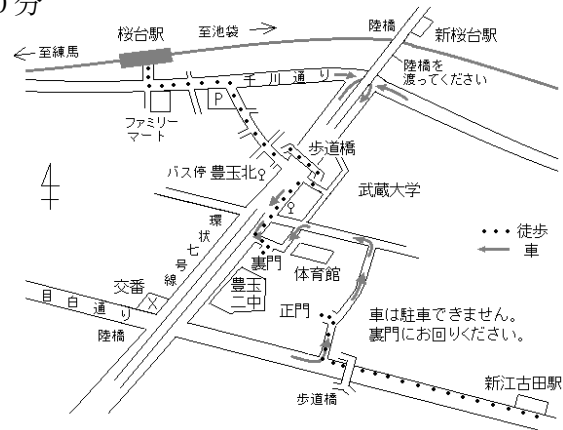 0分
陸橋
新桜台駅
桜台駅
至池袋
至練馬
陸橋を
渡ってください
千川通り
P
ファミリー
マート
歩道橋
バス停 豊玉北
武蔵大学
環状七号線
徒歩
車
裏門
体育館
交番
豊玉
二中
正門
目白通り
車は駐車できません。
裏門にお回りください。
陸橋
新江古田駅
歩道橋